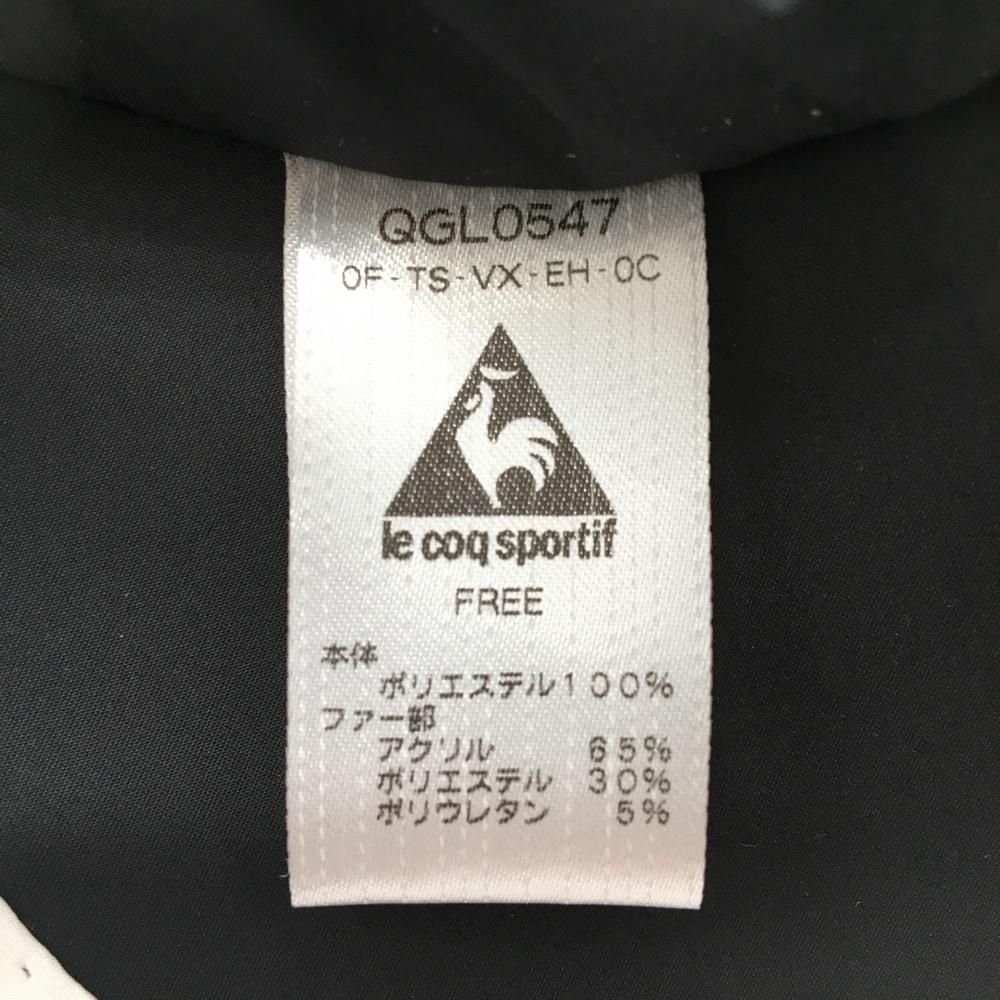 QGL0547
0F-TS-VX-EH-0C
le coq sportif
FREE
本体
ポリエステル100%
ファー部
アクリル 65%
ポリエステル 30%
ポリウレタン 5%